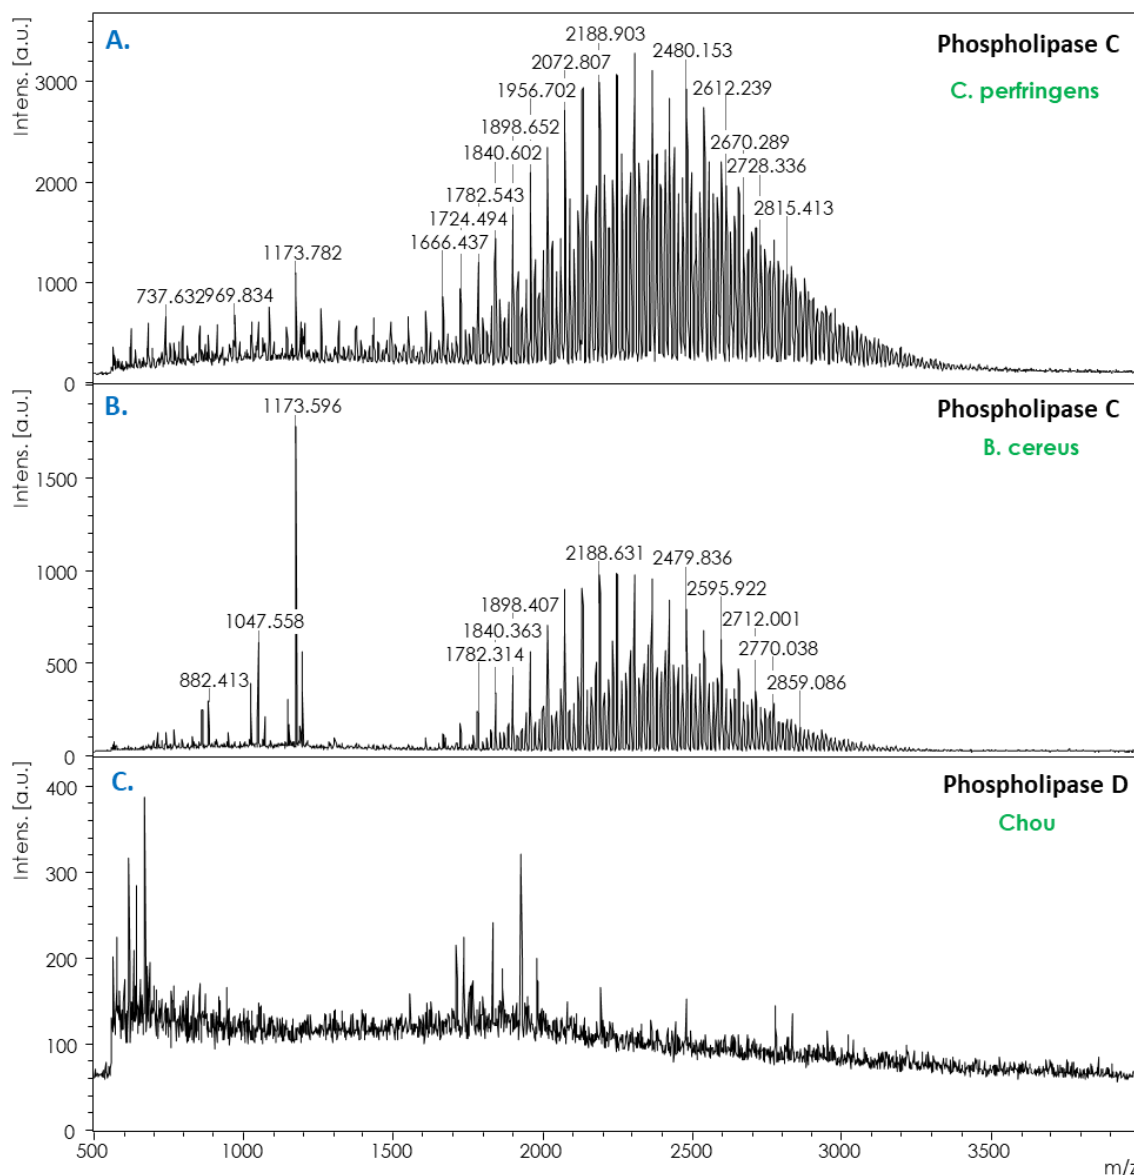 A.
Phospholipase C
C. perfringens
Intens. [a.u.]
3000
2000
1000
0
737.632
969.834
1173.782
1666.437
1724.494
1782.543
1840.602
1898.652
1956.702
2072.807
2188.903
2480.153
2612.239
2670.289
2728.336
2815.413
B.
Phospholipase C
B. cereus
Intens. [a.u.]
1500
1000
500
0
882.413
1047.558
1173.596
1782.314
1840.363
1898.407
2188.631
2479.836
2595.922
2712.001
2770.038
2859.086
C.
Phospholipase D
Chou
Intens. [a.u.]
400
300
200
100
0
500 1000 1500 2000 2500 3000 3500
m/z